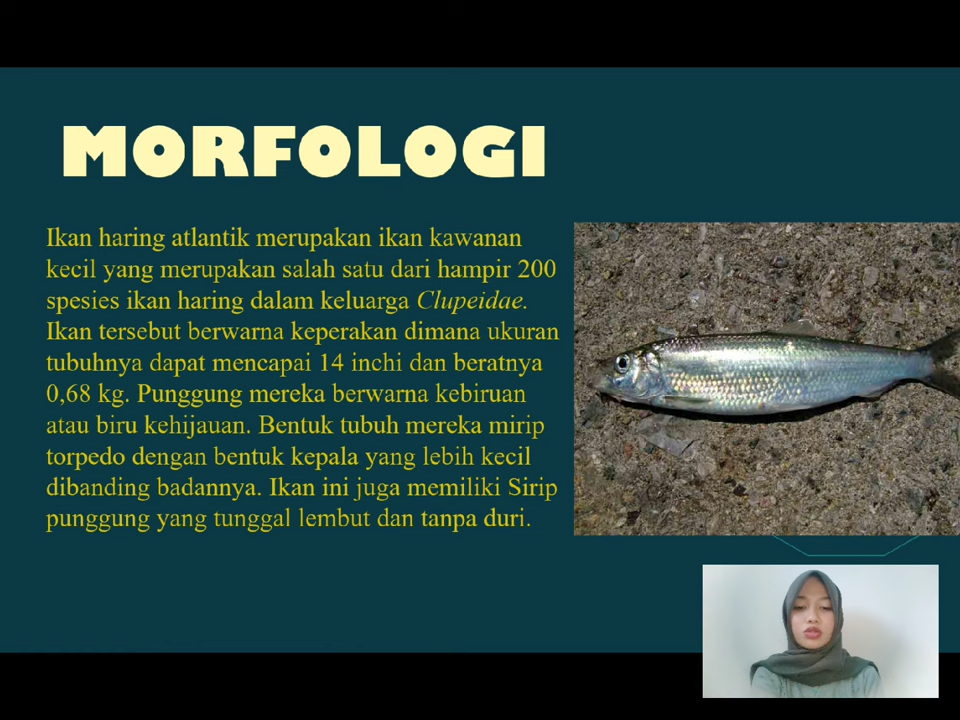 MORFOLOGI
Ikan haring atlantik merupakan ikan kawanan
kecil yang merupakan salah satu dari hampir 200
spesies ikan haring dalam keluarga Clupeidae.
Ikan tersebut berwarna keperakan dimana ukuran
tubuhnya dapat mencapai 14 inchi dan beratnya
0,68 kg. Punggung mereka berwarna kebiruan
atau biru kehijauan. Bentuk tubuh mereka mirip
torpedo dengan bentuk kepala yang lebih kecil
dibanding badannya. Ikan ini juga memiliki Sirip
punggung yang tunggal lembut dan tanpa duri.